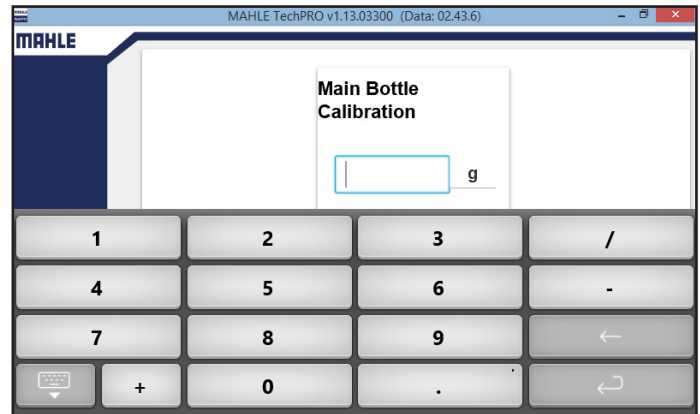 MAHLE TechPRO v1.13.03300 (Data: 02.43.6)
MAHLE
Main Bottle
Calibration
g
1 2 3 /
4 5 6 -
7 8 9
+ 0 .